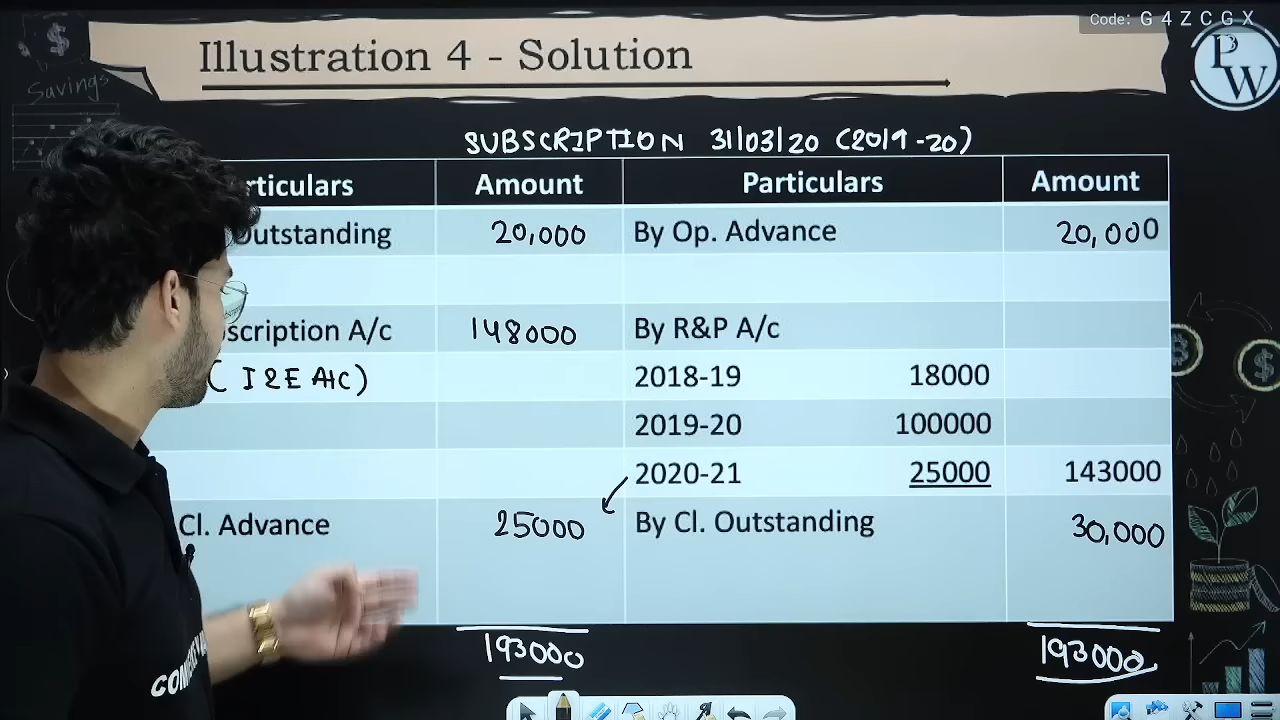 Code: G 4 Z C G X
Illustration 4 - Solution
P
W
Savings
SUBSCRIPTION 31/03/20 (2019-20)
rticulars Amount Particulars Amount
Outstanding 20,000 By Op. Advance 20,000
scription A/c 148000 By R&P A/c
( I&E A/C) 2018-19 18000
2019-20 100000
2020-21 25000 143000
Cl. Advance 25000 By Cl. Outstanding 30,000
193000 193000